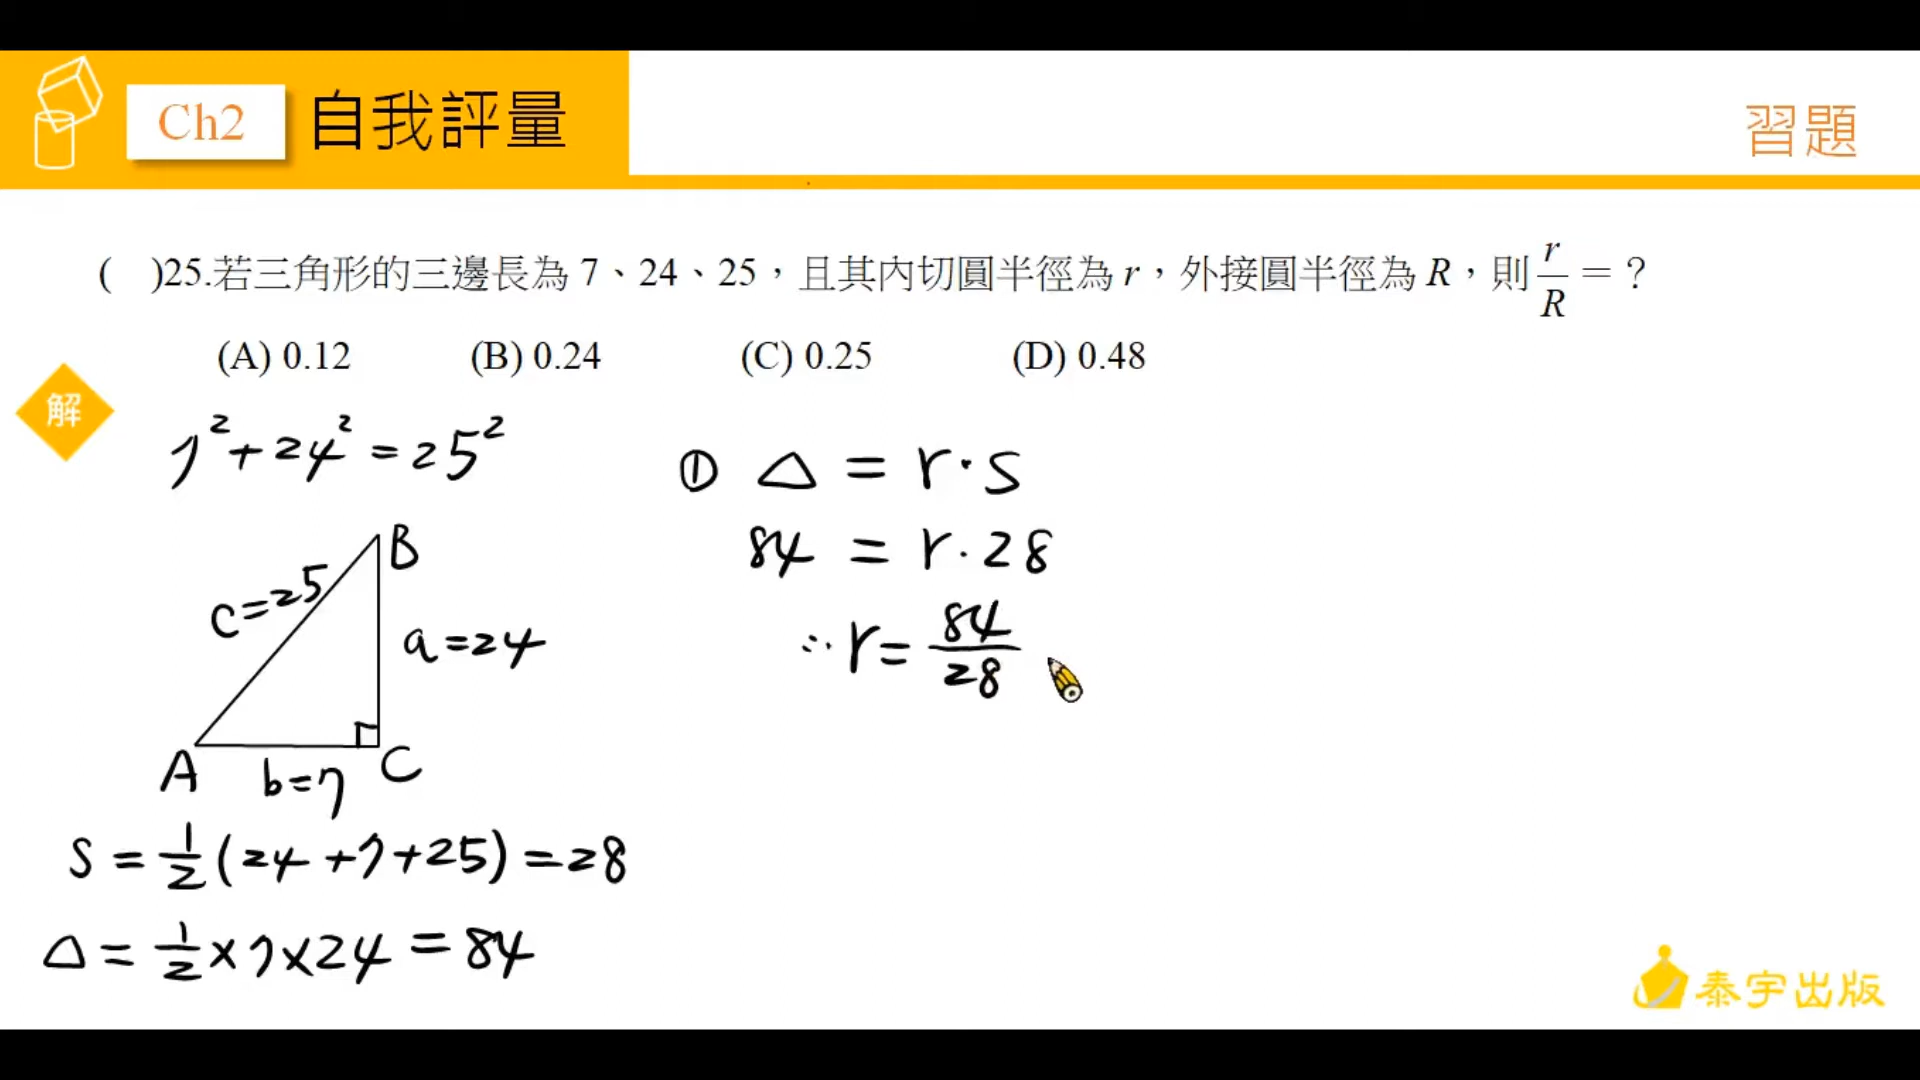 Ch2 自我評量
習題
( )25.若三角形的三邊長為 7、24、25，且其內切圓半徑為 r，外接圓半徑為 R，則 r/R = ?
(A) 0.12 (B) 0.24 (C) 0.25 (D) 0.48
解
7² + 24² = 25²
B
c=25
a=24
A
b=7
C
S = 1/2 (24+7+25) = 28
△ = 1/2 × 7 × 24 = 84
① △ = r·s
84 = r·28
∴ r = 84/28
泰宇出版